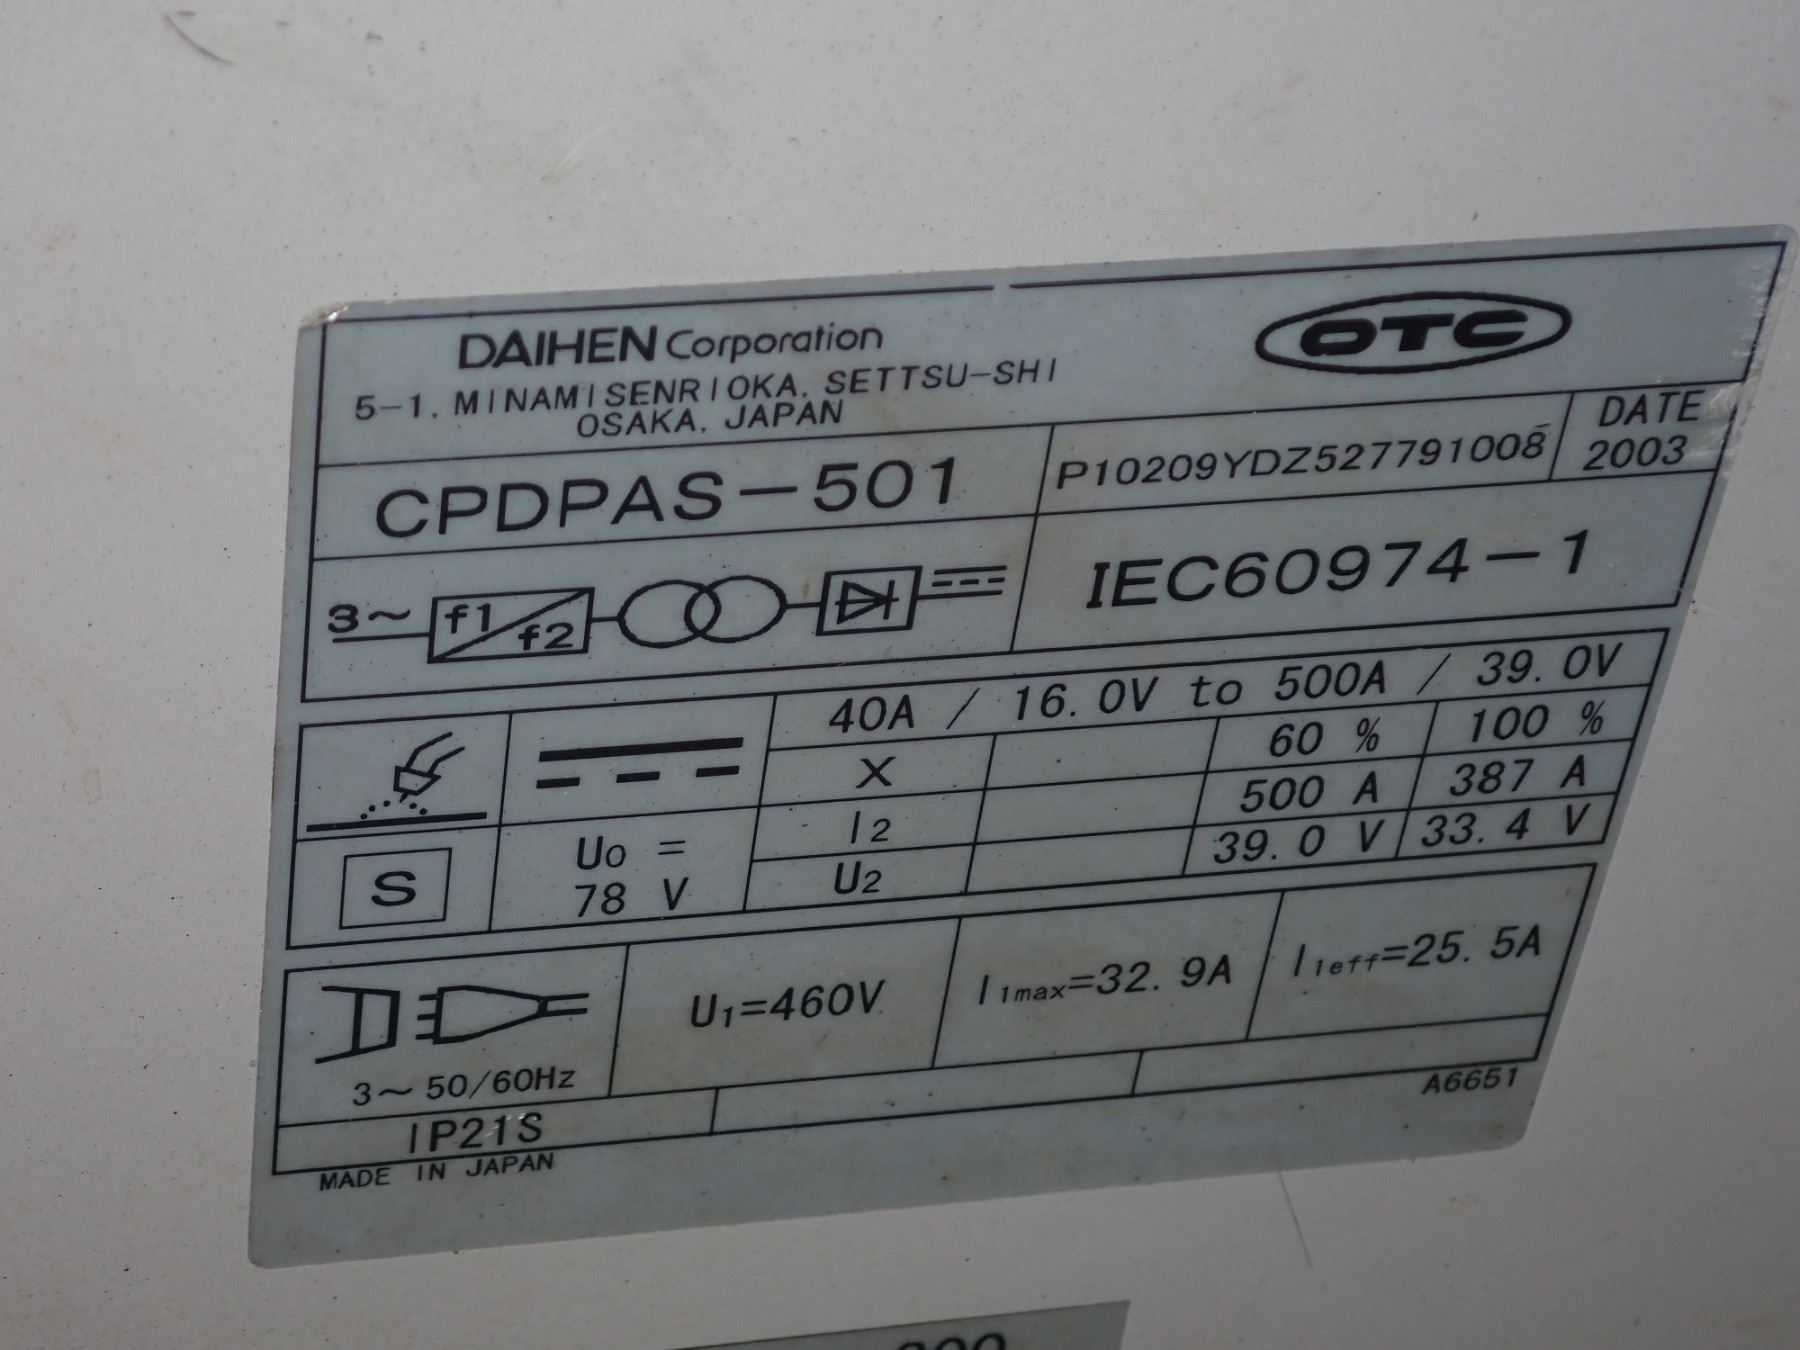 DAIHEN Corporation
OTC
5-1, MINAMISENRIOKA, SETTSU-SHI
OSAKA, JAPAN
CPDPAS-501
P10209YDZ527791008
DATE
2003
3~ f1/f2
IEC60974-1
40A / 16.0V to 500A / 39.0V
X 60 % 100 %
I2 500 A 387 A
U2 39.0 V 33.4 V
U0 =
78 V
S
U1=460V
I1max=32.9A
I1eff=25.5A
3~ 50/60Hz
IP21S
A6651
MADE IN JAPAN